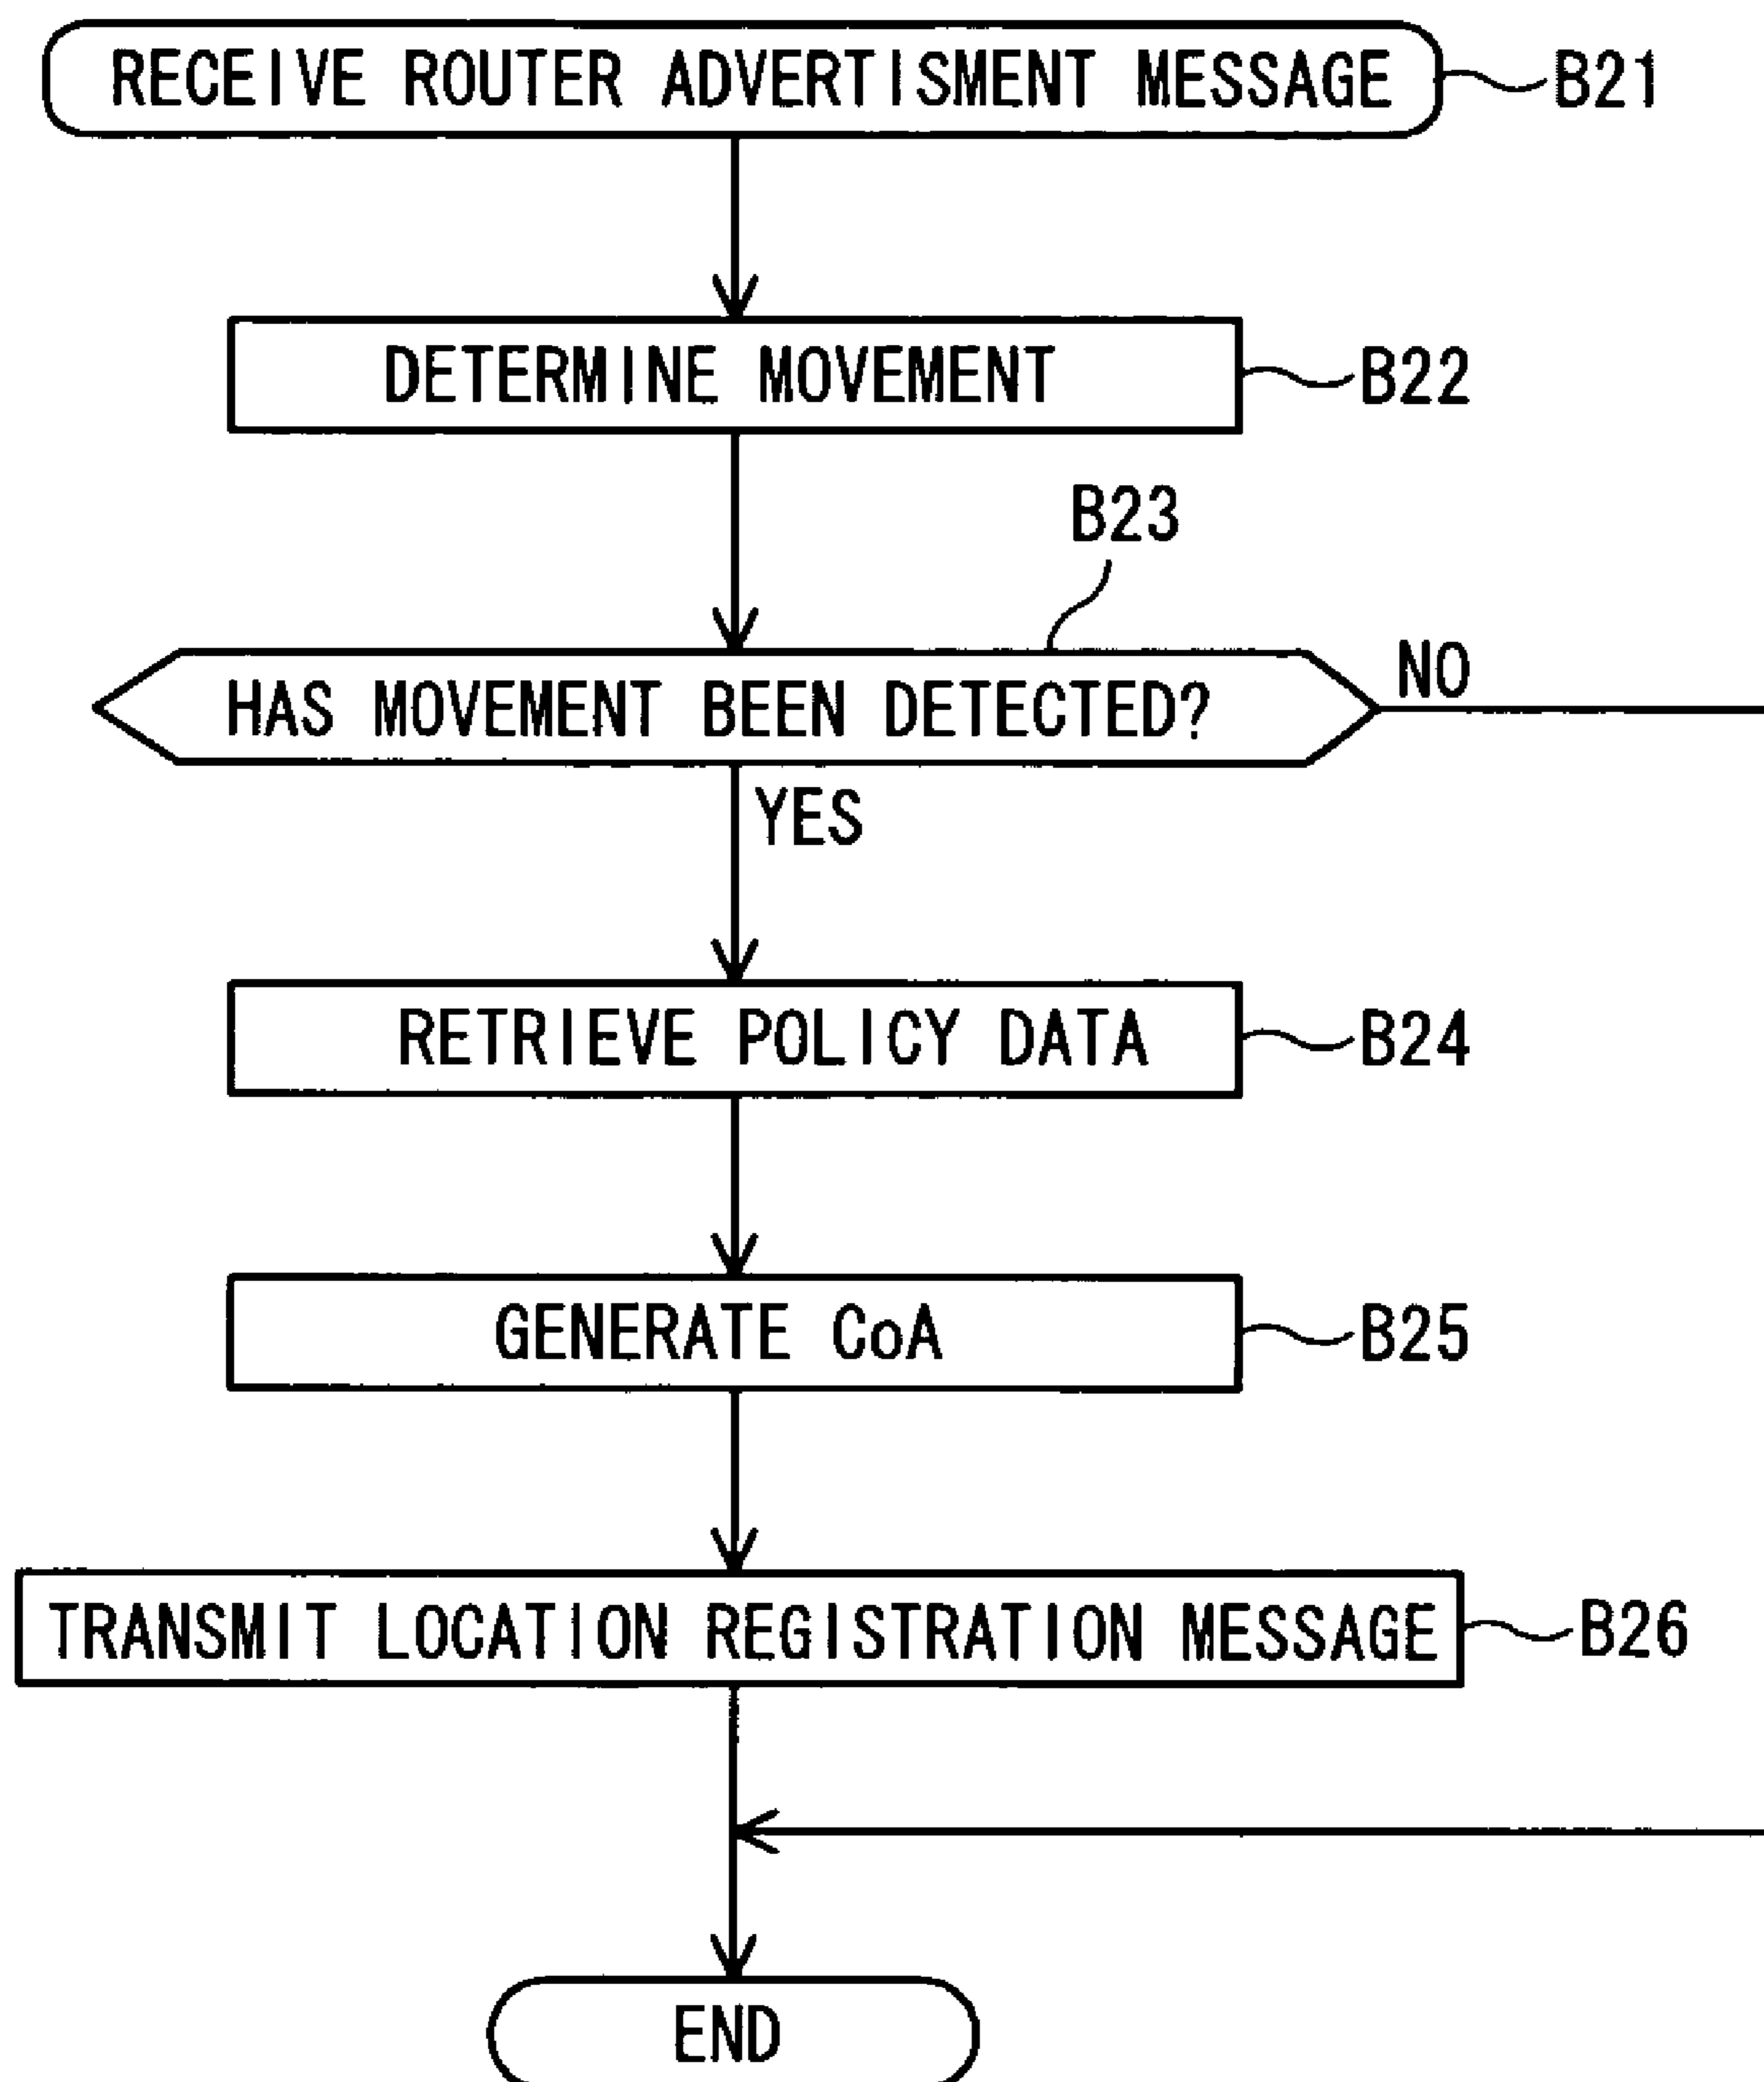 RECEIVE ROUTER ADVERTISMENT MESSAGE
B21
DETERMINE MOVEMENT
B22
B23
HAS MOVEMENT BEEN DETECTED?
NO
YES
RETRIEVE POLICY DATA
B24
GENERATE CoA
B25
TRANSMIT LOCATION REGISTRATION MESSAGE
B26
END